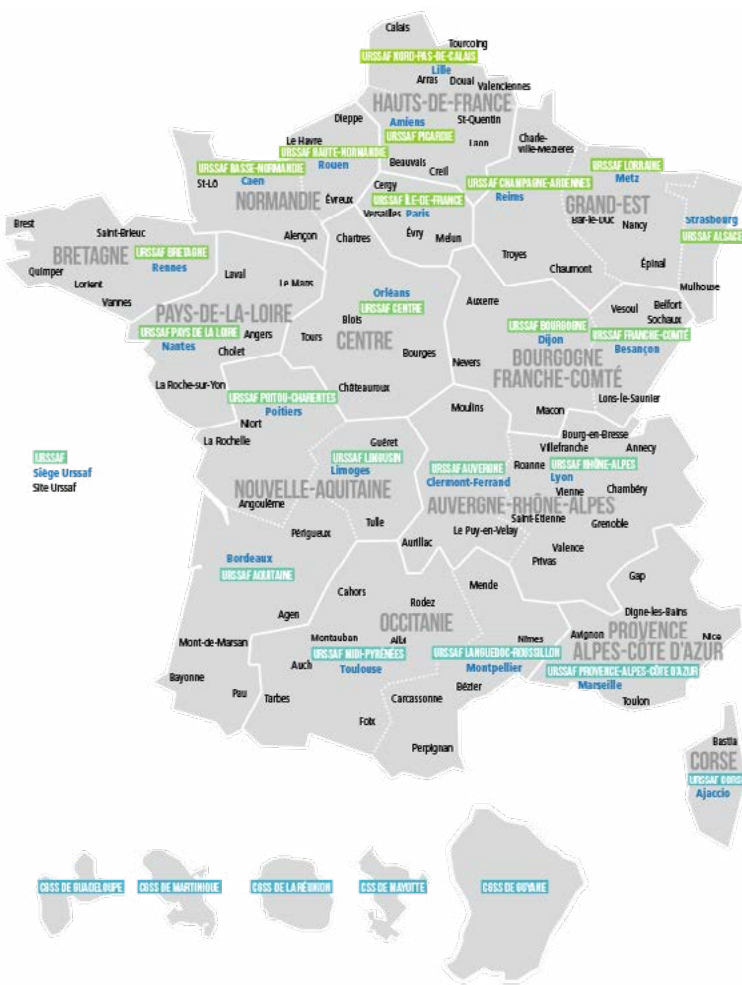 Calais
Tourcoing
URSSAF NORD-PAS-DE-CALAIS
Lille
Arras Douai Valenciennes
HAUTS-DE-FRANCE
Dieppe
Amiens
St-Quentin
URSSAF PICARDIE
Laon
Charle-
ville-Mézières
Le Havre
URSSAF HAUTE-NORMANDIE
Rouen
Beauvais
Creil
URSSAF BASSE-NORMANDIE
Caen
St-Lô
NORMANDIE
Évreux
Cergy
URSSAF ÎLE-DE-FRANCE
Versailles Paris
Évry
Melun
URSSAF CHAMPAGNE-ARDENNES
Reims
URSSAF LORRAINE
Metz
GRAND-EST
Bar-le-Duc
Nancy
Strasbourg
URSSAF ALSACE
Brest
Saint-Brieuc
BRETAGNE
URSSAF BRETAGNE
Rennes
Quimper
Lorient
Vannes
Alençon
Chartres
Troyes
Chaumont
Épinal
Mulhouse
Laval
Le Mans
PAYS-DE-LA-LOIRE
URSSAF PAYS DE LA LOIRE
Angers
Nantes
Cholet
Orléans
URSSAF CENTRE
Blois
Tours
CENTRE
Bourges
Auxerre
Vesoul
Belfort
Sochaux
URSSAF BOURGOGNE
Dijon
URSSAF FRANCHE-COMTÉ
Besançon
BOURGOGNE
FRANCHE-COMTÉ
Nevers
Lons-le-Saunier
La Roche-sur-Yon
URSSAF POITOU-CHARENTES
Poitiers
Niort
La Rochelle
Châteauroux
Moulins
Macon
Bourg-en-Bresse
Villefranche
Annecy
Guéret
URSSAF LIMOUSIN
Limoges
URSSAF AUVERGNE
Clermont-Ferrand
Roanne
URSSAF RHÔNE-ALPES
Lyon
Vienne
Chambéry
URSSAF
Siège Urssaf
Site Urssaf
NOUVELLE-AQUITAINE
Angoulême
Périgueux
Tulle
AUVERGNE-RHÔNE-ALPES
Saint-Etienne
Grenoble
Le Puy-en-Velay
Aurillac
Valence
Privas
Bordeaux
URSSAF AQUITAINE
Gap
Cahors
Mende
Rodez
Agen
OCCITANIE
Digne-les-Bains
PROVENCE
ALPES-CÔTE D'AZUR
Avignon
Nice
Nîmes
Mont-de-Marsan
Montauban
Albi
URSSAF MIDI-PYRÉNÉES
Toulouse
Auch
URSSAF LANGUEDOC-ROUSSILLON
Montpellier
URSSAF PROVENCE-ALPES-CÔTE D'AZUR
Marseille
Bayonne
Pau
Tarbes
Carcassonne
Bézier
Toulon
Foix
Perpignan
Bastia
CORSE
URSSAF CORSE
Ajaccio
CGSS DE GUADELOUPE
CGSS DE MARTINIQUE
CGSS DE LA RÉUNION
CSS DE MAYOTTE
CGSS DE GUYANE